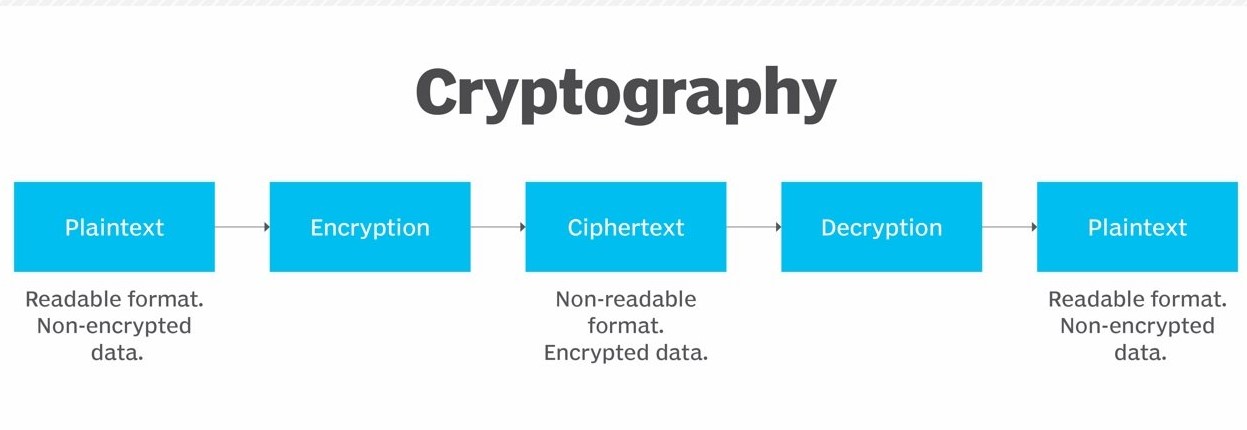 Cryptography
Plaintext
Encryption
Ciphertext
Decryption
Plaintext
Readable format.
Non-encrypted
data.
Non-readable
format.
Encrypted data.
Readable format.
Non-encrypted
data.